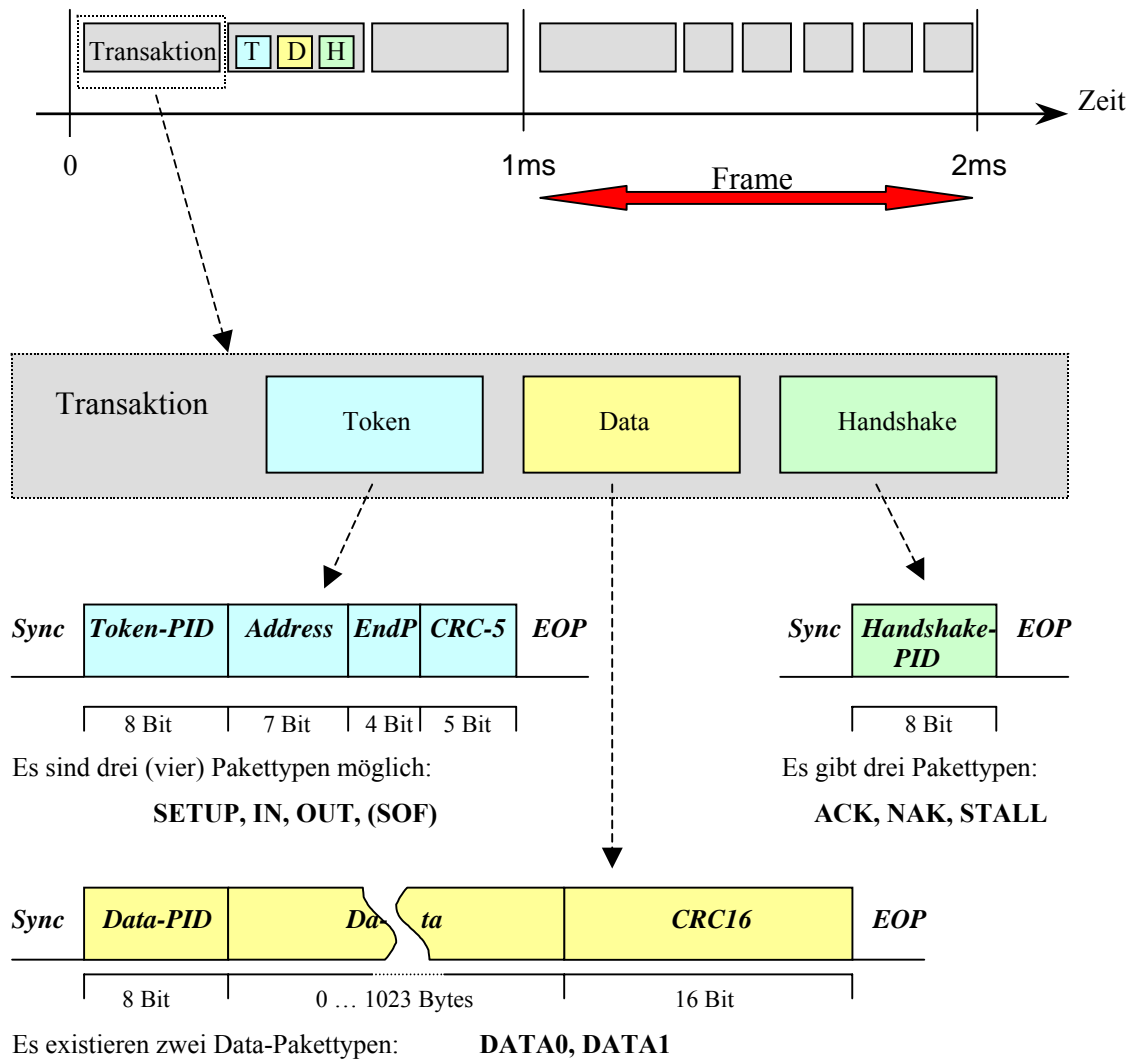 Transaktion
T D H
Zeit
0 1ms 2ms
Frame
Transaktion
Token Data Handshake
Sync Token-PID Address EndP CRC-5 EOP
Sync Handshake-PID EOP
8 Bit 7 Bit 4 Bit 5 Bit
8 Bit
Es sind drei (vier) Pakettypen möglich:
SETUP, IN, OUT, (SOF)
Es gibt drei Pakettypen:
ACK, NAK, STALL
Sync Data-PID Da- ta CRC16 EOP
8 Bit 0 … 1023 Bytes 16 Bit
Es existieren zwei Data-Pakettypen: DATA0, DATA1